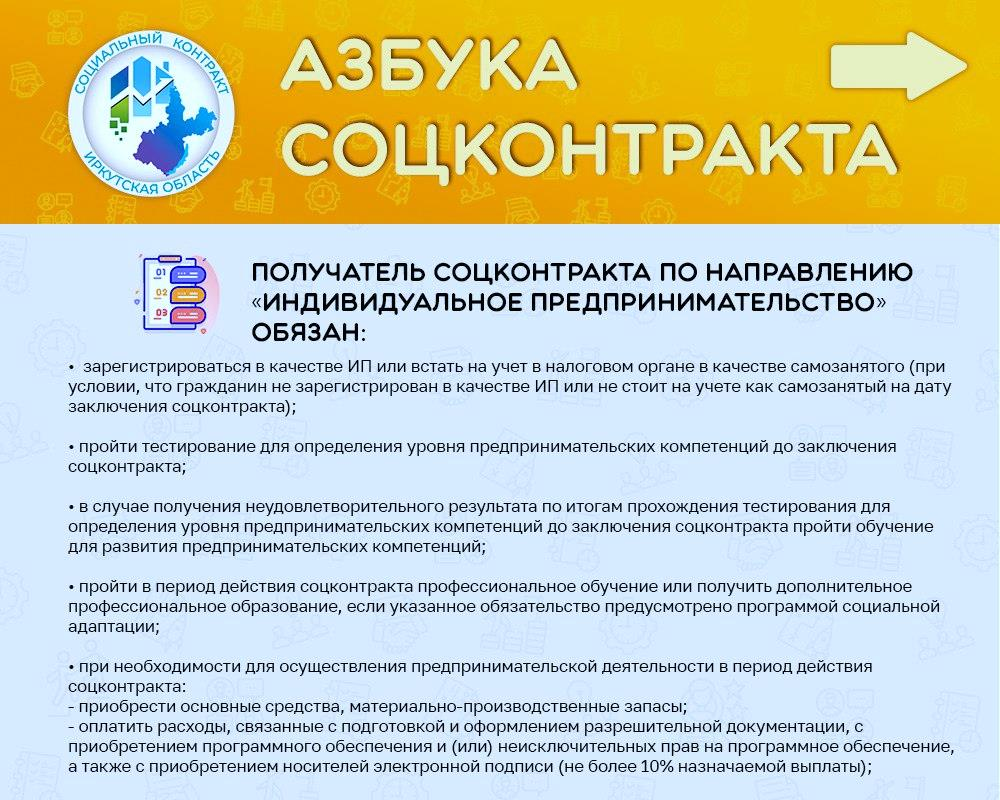 СОЦИАЛЬНЫЙ КОНТРАКТ
ИРКУТСКАЯ ОБЛАСТЬ
АЗБУКА
СОЦКОНТРАКТА
01
02
03
ПОЛУЧАТЕЛЬ СОЦКОНТРАКТА ПО НАПРАВЛЕНИЮ
«ИНДИВИДУАЛЬНОЕ ПРЕДПРИНИМАТЕЛЬСТВО»
ОБЯЗАН:
• зарегистрироваться в качестве ИП или встать на учет в налоговом органе в качестве самозанятого (при
условии, что гражданин не зарегистрирован в качестве ИП или не стоит на учете как самозанятый на дату
заключения соцконтракта);
• пройти тестирование для определения уровня предпринимательских компетенций до заключения
соцконтракта;
• в случае получения неудовлетворительного результата по итогам прохождения тестирования для
определения уровня предпринимательских компетенций до заключения соцконтракта пройти обучение
для развития предпринимательских компетенций;
• пройти в период действия соцконтракта профессиональное обучение или получить дополнительное
профессиональное образование, если указанное обязательство предусмотрено программой социальной
адаптации;
• при необходимости для осуществления предпринимательской деятельности в период действия
соцконтракта:
- приобрести основные средства, материально-производственные запасы;
- оплатить расходы, связанные с подготовкой и оформлением разрешительной документации, с
приобретением программного обеспечения и (или) неисключительных прав на программное обеспечение,
а также с приобретением носителей электронной подписи (не более 10% назначаемой выплаты);